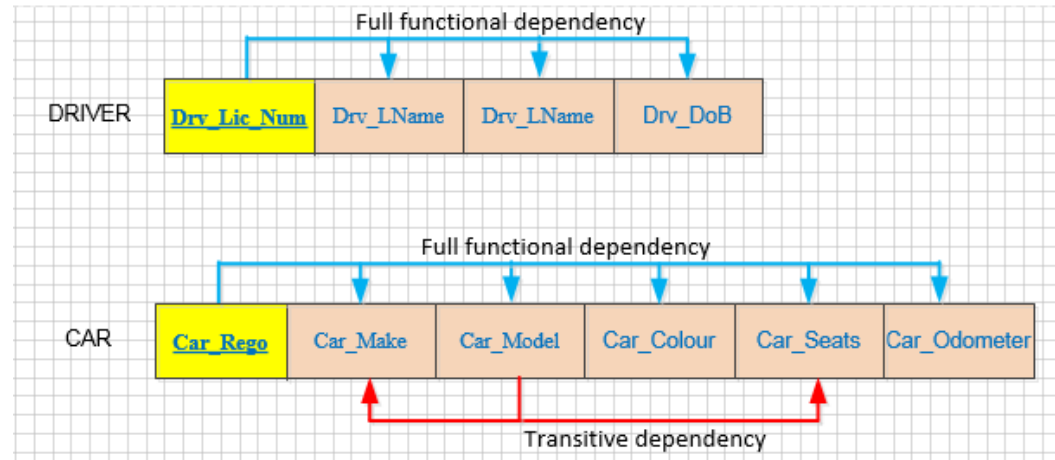 Full functional dependency
DRIVER Drv_Lic_Num Drv_LName Drv_LName Drv_DoB
Full functional dependency
CAR Car_Rego Car_Make Car_Model Car_Colour Car_Seats Car_Odometer
Transitive dependency